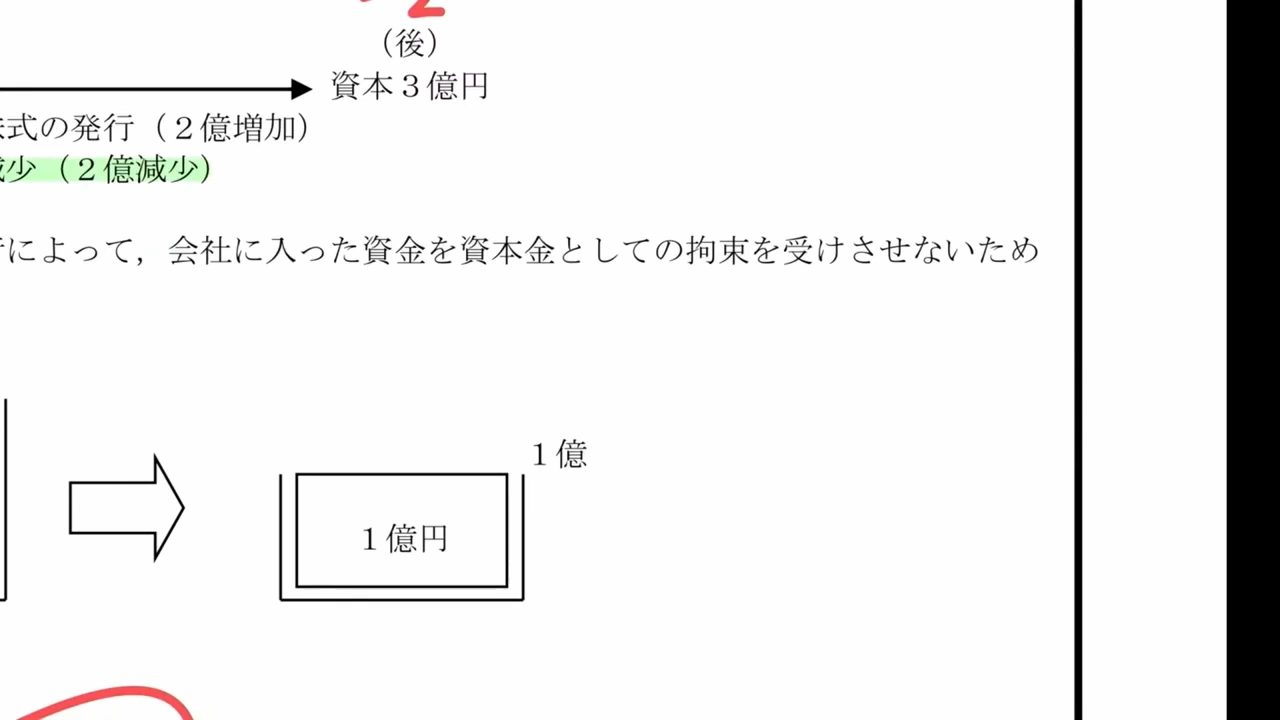 2
（後）
資本３億円
式の発行（２億増加）
少（２億減少）
によって，会社に入った資金を資本金としての拘束を受けさせないため
１億
１億円